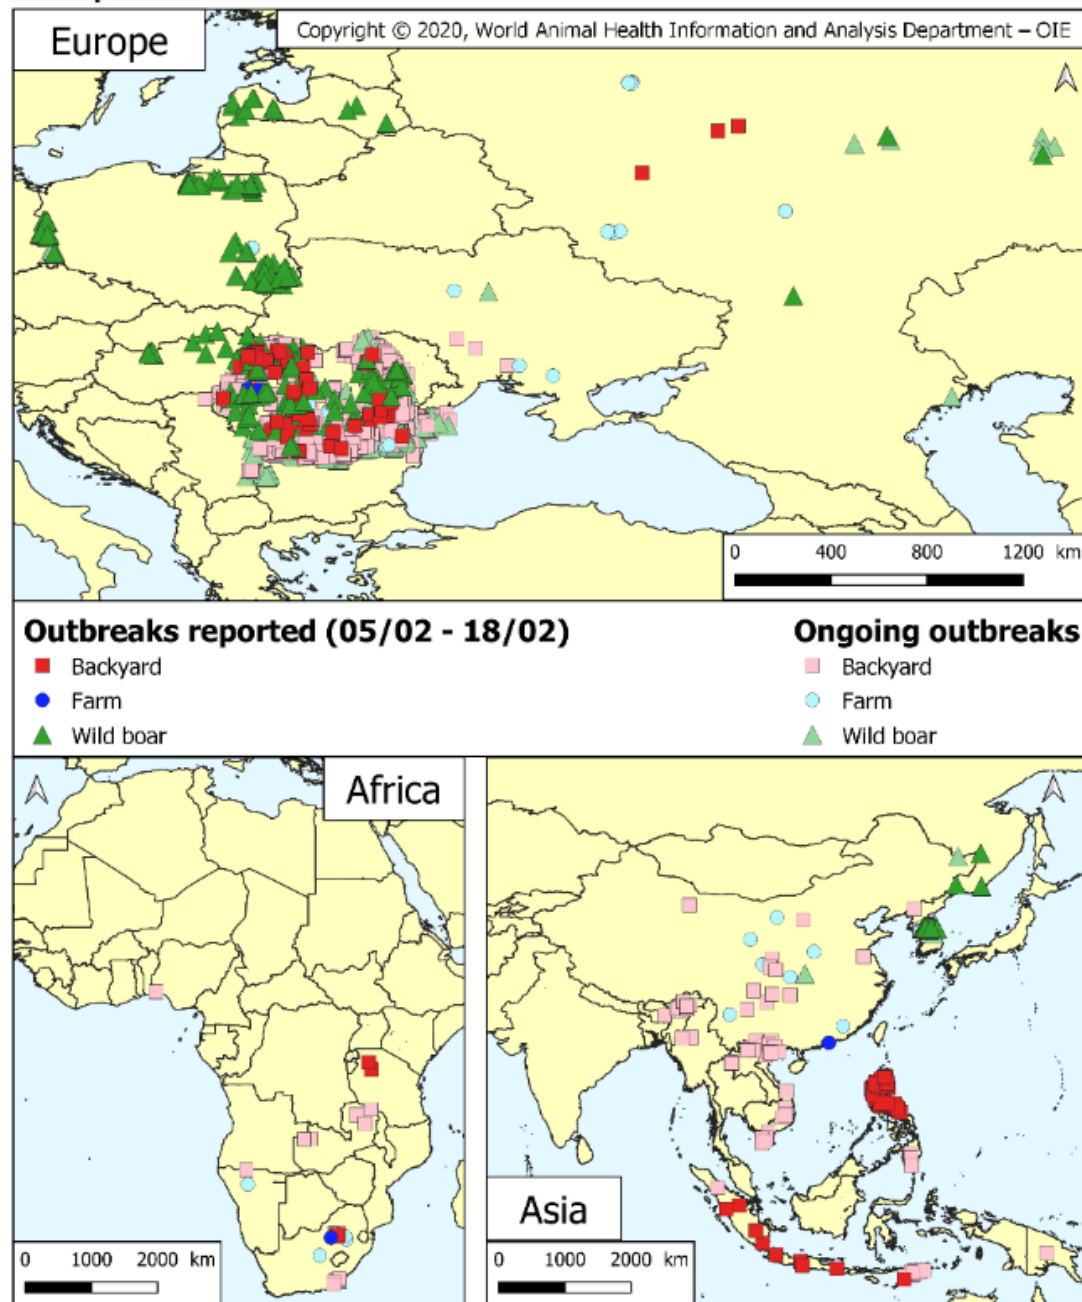 Europe
Copyright © 2020, World Animal Health Information and Analysis Department – OIE
0 400 800 1200 km
Outbreaks reported (05/02 - 18/02)
Backyard
Farm
Wild boar
Ongoing outbreaks
Backyard
Farm
Wild boar
Africa
0 1000 2000 km
Asia
0 1000 2000 km